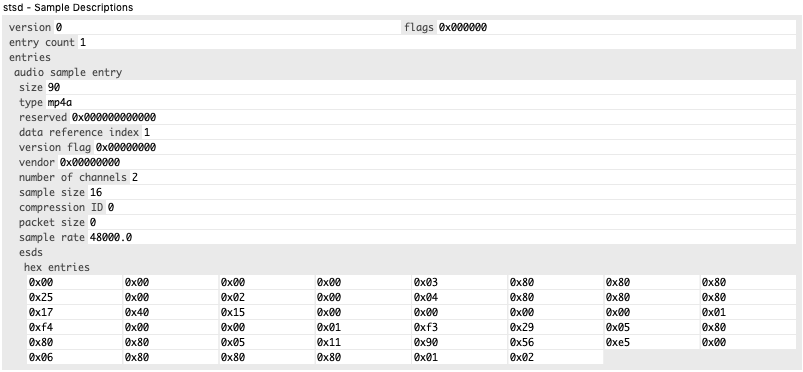 stsd - Sample Descriptions
version 0 flags 0x000000
entry count 1
entries
audio sample entry
size 90
type mp4a
reserved 0x000000000000
data reference index 1
version flag 0x00000000
vendor 0x00000000
number of channels 2
sample size 16
compression ID 0
packet size 0
sample rate 48000.0
esds
hex entries
0x00 0x00 0x00 0x00 0x03 0x80 0x80 0x80
0x25 0x00 0x02 0x00 0x04 0x80 0x80 0x80
0x17 0x40 0x15 0x00 0x00 0x00 0x00 0x01
0xf4 0x00 0x00 0x01 0xf3 0x29 0x05 0x80
0x80 0x80 0x05 0x11 0x90 0x56 0xe5 0x00
0x06 0x80 0x80 0x80 0x01 0x02